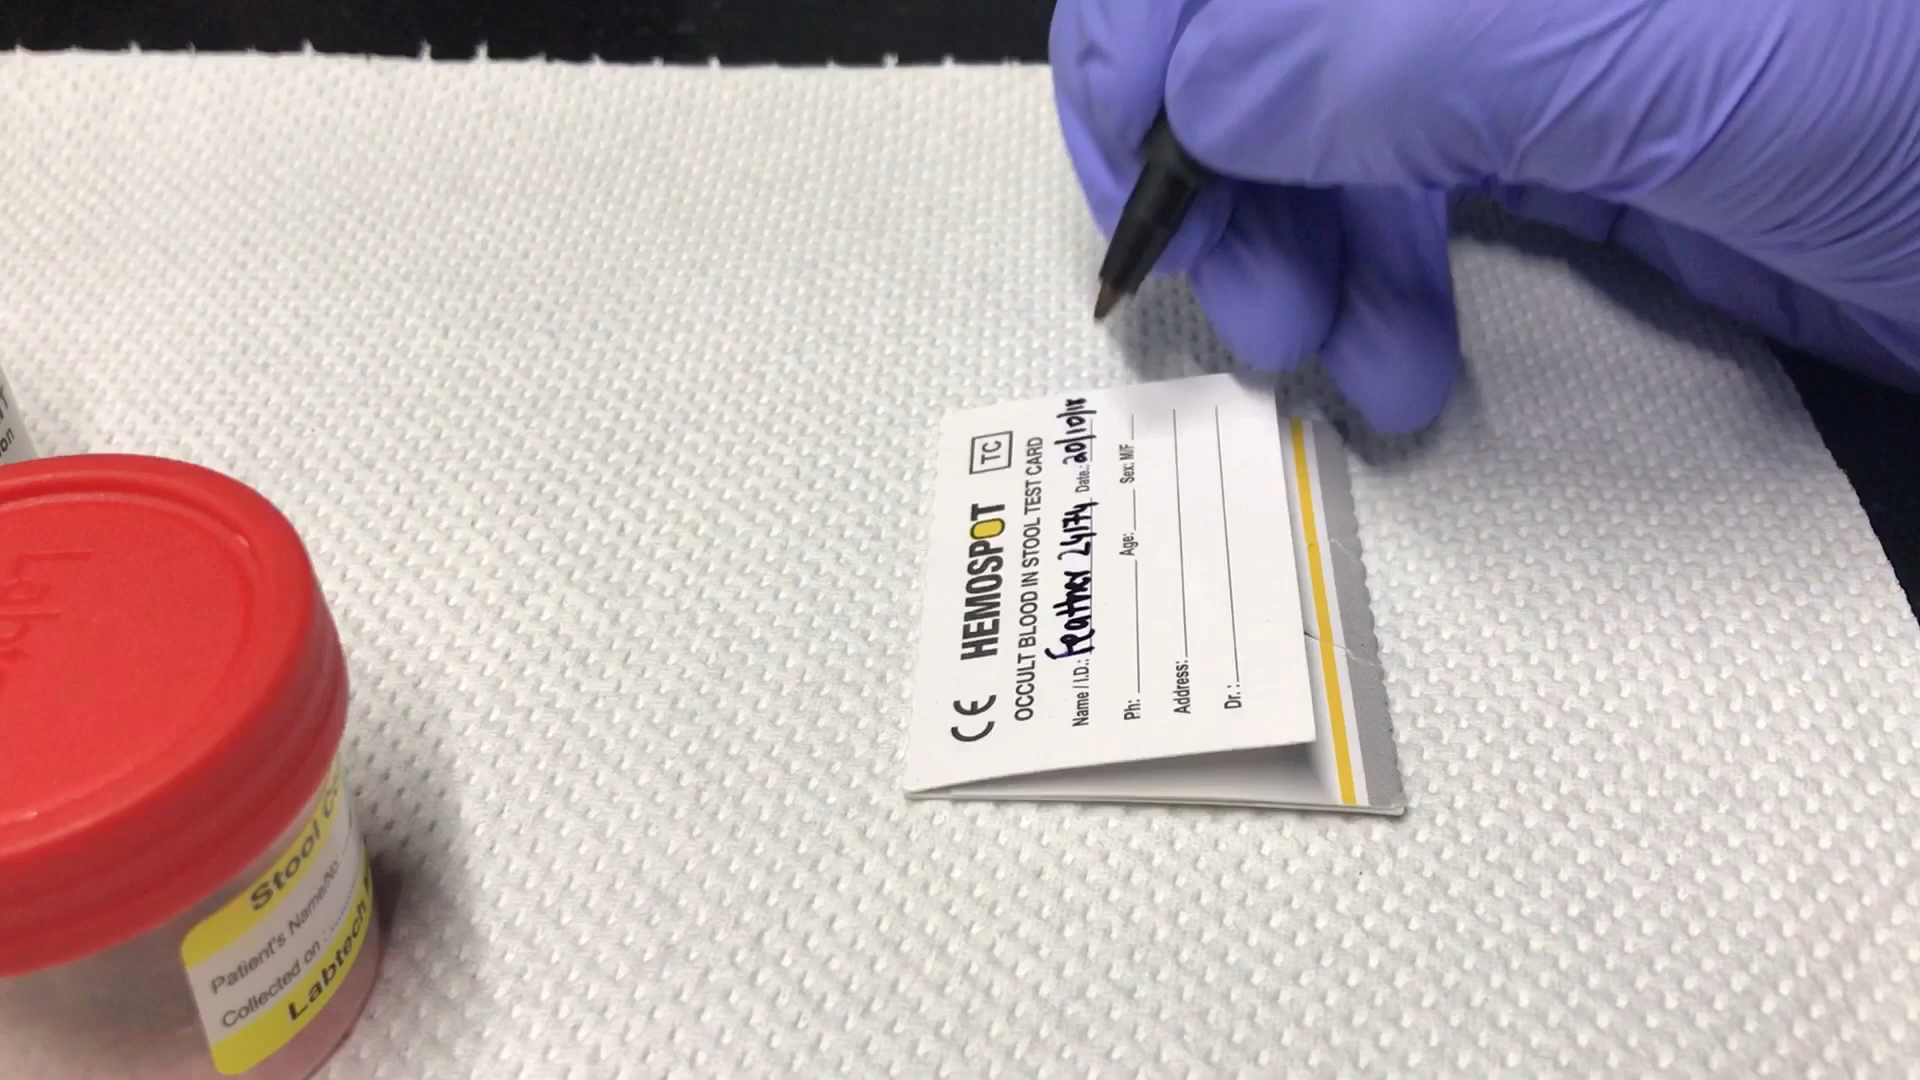 CE HEMOSPOT TC
OCCULT BLOOD IN STOOL TEST CARD
Name / I.D.: feather 24174 Date.: 20/10/18
Ph: Age: Sex: M/F
Address:
Dr. :
Stool
Patient's Name/No.
Collected on :
Labtech